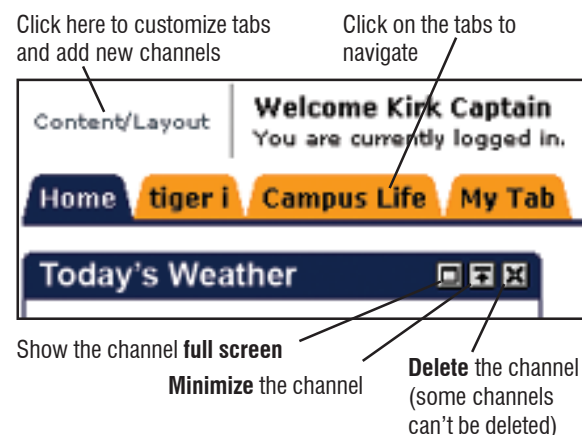 Click here to customize tabs
and add new channels
Click on the tabs to
navigate
Content/Layout
Welcome Kirk Captain
You are currently logged in.
Home
tiger i
Campus Life
My Tab
Today's Weather
Show the channel full screen
Minimize the channel
Delete the channel
(some channels
can't be deleted)